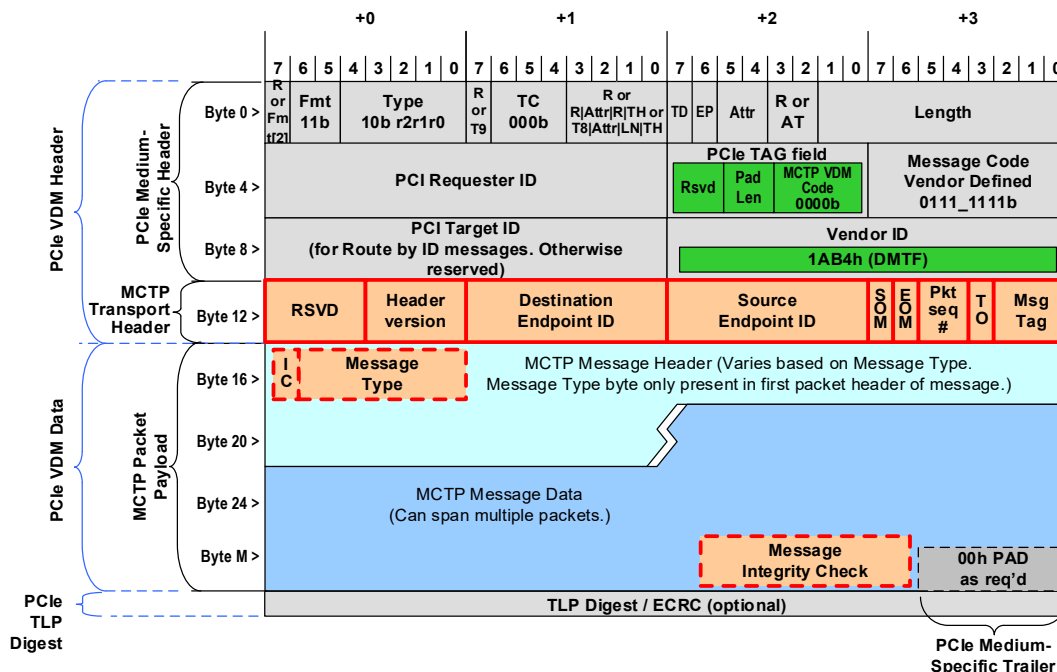 +0 +1 +2 +3
7 6 5 4 3 2 1 0 7 6 5 4 3 2 1 0 7 6 5 4 3 2 1 0 7 6 5 4 3 2 1 0
PCIe VDM Header
PCIe Medium-
Specific Header
Byte 0 >
R
or
Fm
t[2]
Fmt
11b
Type
10b r2r1r0
R
or
T9
TC
000b
R or
R|Attr|R|TH or
T8|Attr|LN|TH
TD
EP
Attr
R or
AT
Length
Byte 4 >
PCI Requester ID
PCIe TAG field
Rsvd
Pad
Len
MCTP VDM
Code
0000b
Message Code
Vendor Defined
0111_1111b
Byte 8 >
PCI Target ID
(for Route by ID messages. Otherwise
reserved)
Vendor ID
1AB4h (DMTF)
MCTP
Transport
Header
Byte 12 >
RSVD
Header
version
Destination
Endpoint ID
Source
Endpoint ID
S
O
M
E
O
M
Pkt
seq
#
TO
Msg
Tag
PCIe VDM Data
MCTP Packet
Payload
Byte 16 >
I
C
Message
Type
MCTP Message Header (Varies based on Message Type.
Message Type byte only present in first packet header of message.)
Byte 20 >
Byte 24 >
MCTP Message Data
(Can span multiple packets.)
Byte M >
Message
Integrity Check
00h PAD
as req'd
PCIe
TLP
Digest
TLP Digest / ECRC (optional)
PCIe Medium-
Specific Trailer